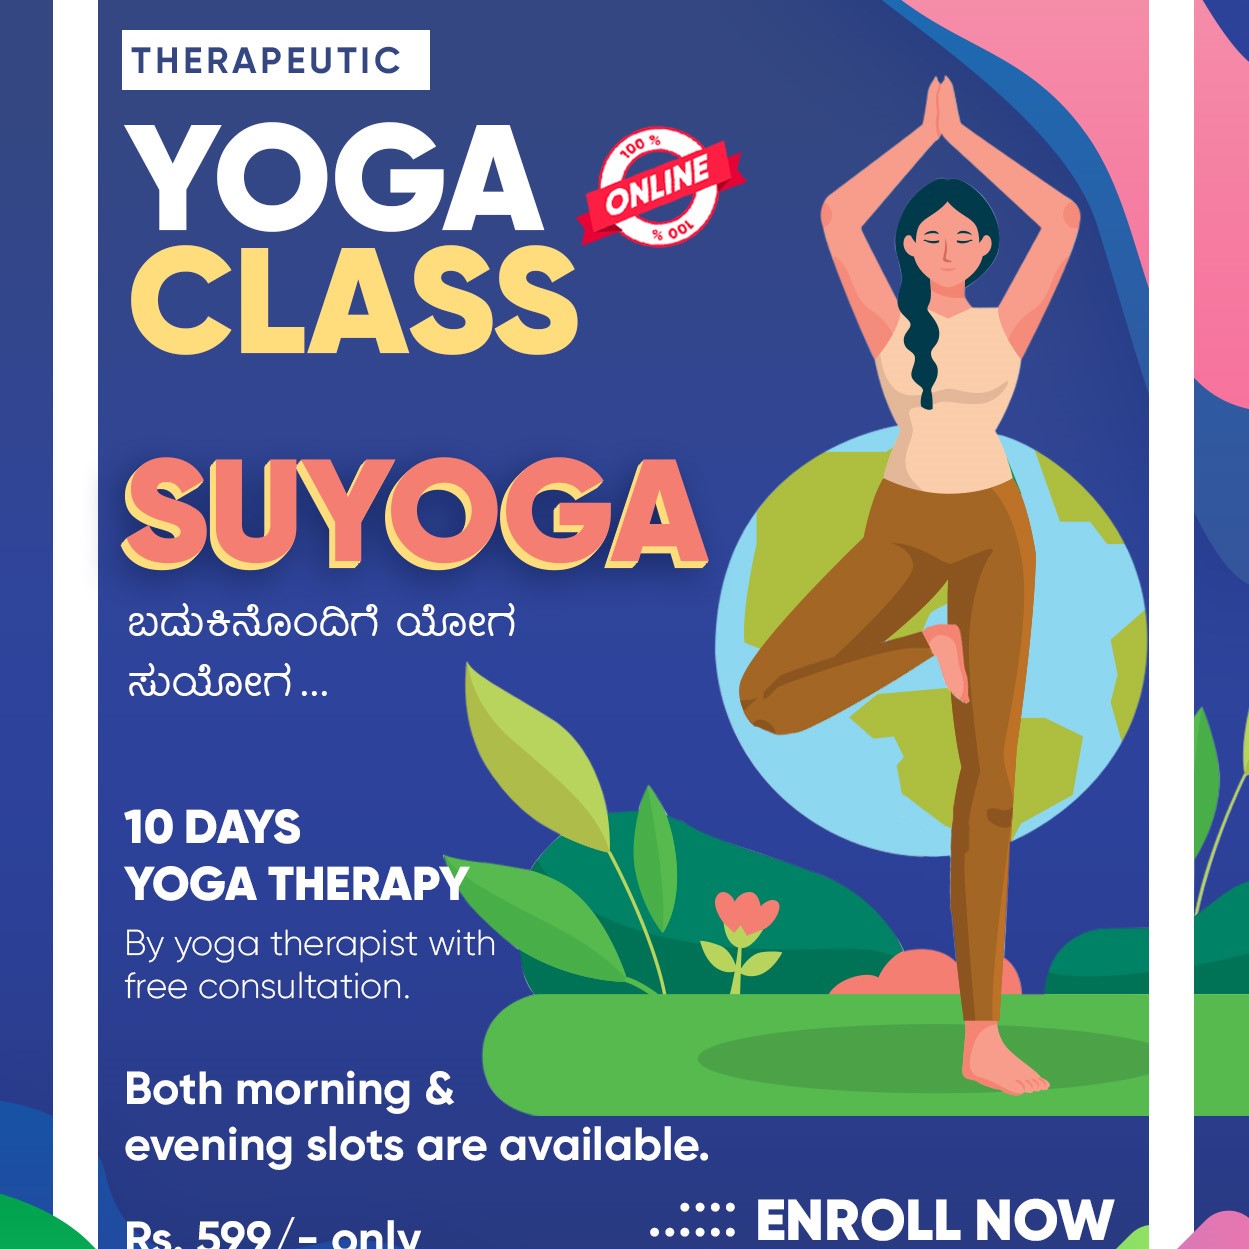 THERAPEUTIC
YOGA
CLASS
100 %
ONLINE
100 %
SUYOGA
ಬದುಕಿನೊಂದಿಗೆ ಯೋಗ
ಸುಯೋಗ ...
10 DAYS
YOGA THERAPY
By yoga therapist with
free consultation.
Both morning &
evening slots are available.
Rs. 599/- only
ENROLL NOW